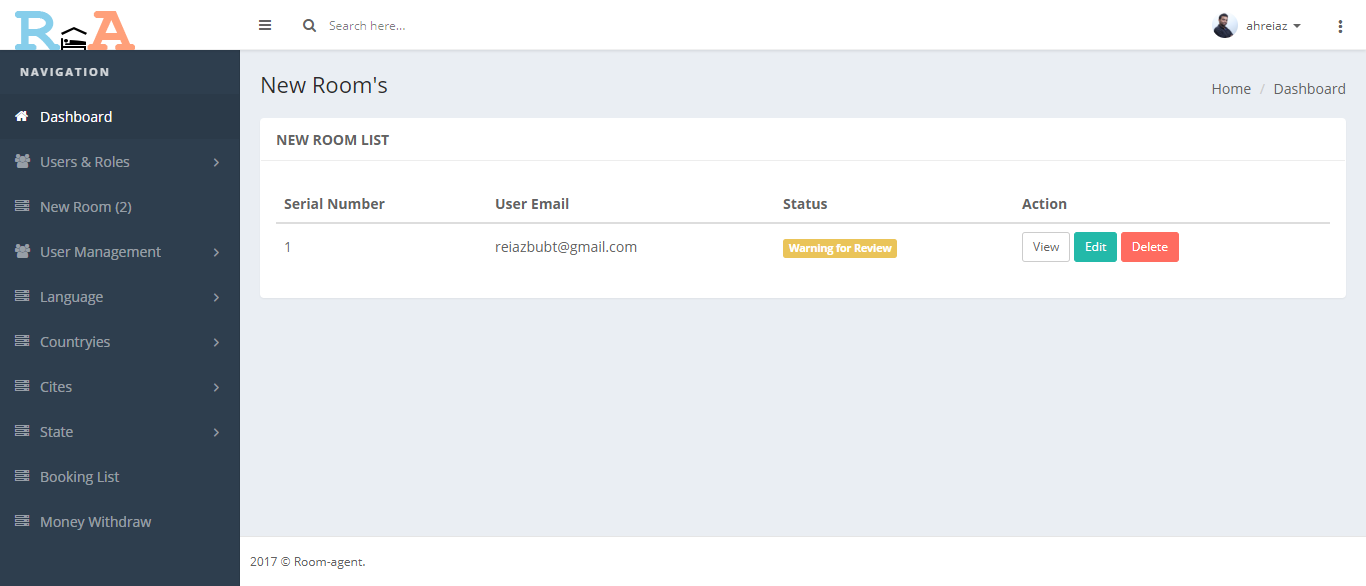 R A
Search here...
ahreiaz
NAVIGATION
Dashboard
Users & Roles
New Room (2)
User Management
Language
Countryies
Cites
State
Booking List
Money Withdraw
New Room's
Home / Dashboard
NEW ROOM LIST
Serial Number User Email Status Action
1 reiazbubt@gmail.com Warning for Review View Edit Delete
2017 © Room-agent.